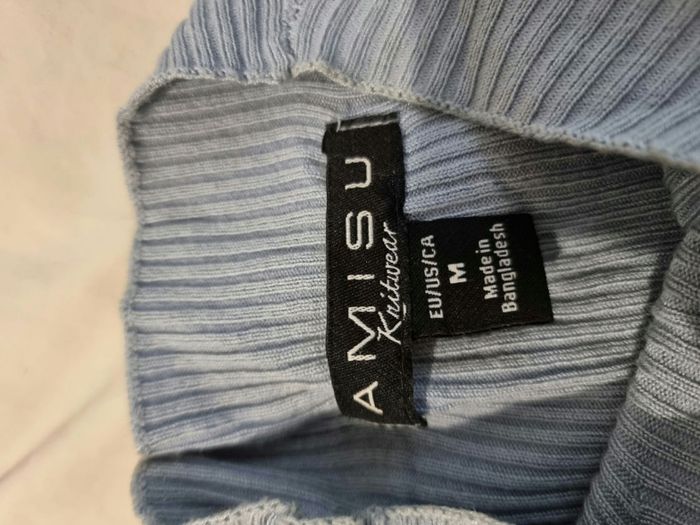 AMISU
Knitwear
EU/US/CA
M
Made in
Bangladesh